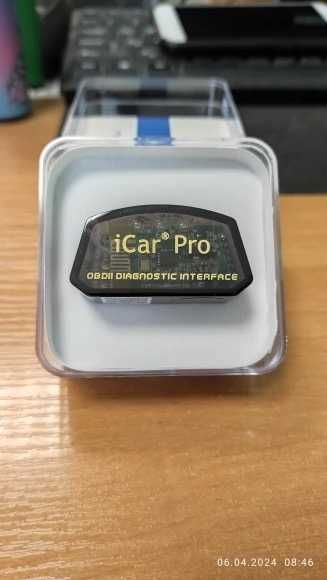 iCar® Pro
OBDII DIAGNOSTIC INTERFACE
06.04.2024 08:46